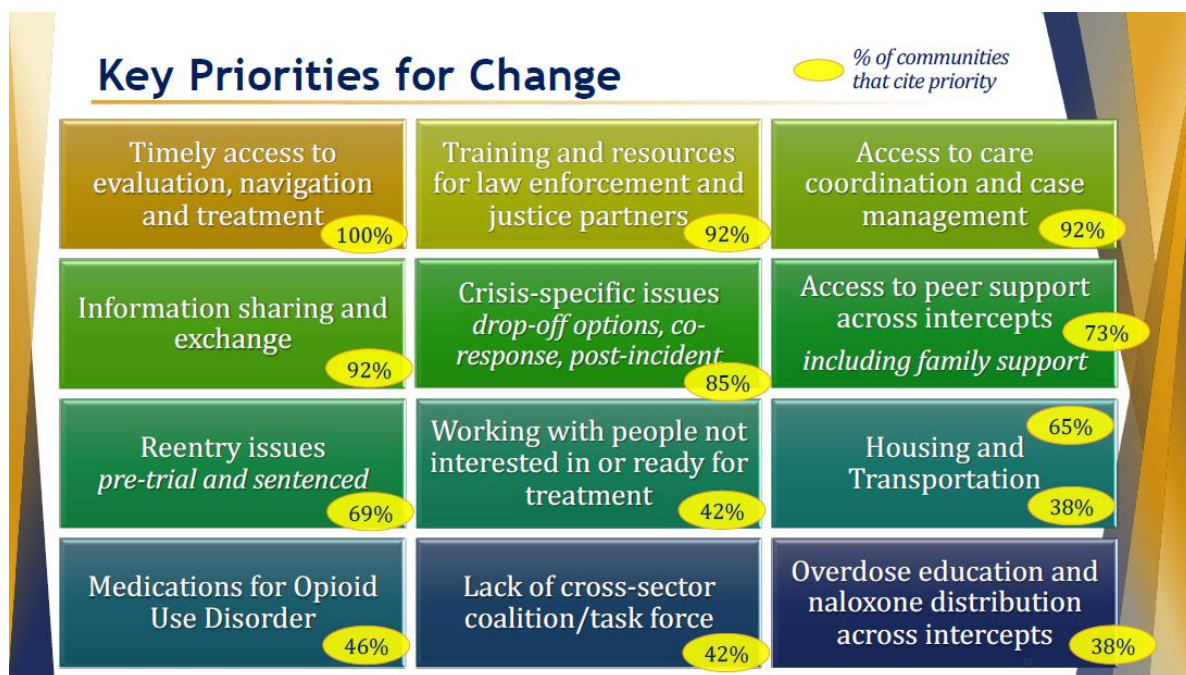 Key Priorities for Change
% of communities
that cite priority
Timely access to
evaluation, navigation
and treatment
100%
Training and resources
for law enforcement and
justice partners
92%
Access to care
coordination and case
management
92%
Information sharing and
exchange
92%
Crisis-specific issues
drop-off options, co-
response, post-incident
85%
Access to peer support
across intercepts
73%
including family support
Reentry issues
pre-trial and sentenced
69%
Working with people not
interested in or ready for
treatment
42%
65%
Housing and
Transportation
38%
Medications for Opioid
Use Disorder
46%
Lack of cross-sector
coalition/task force
42%
Overdose education and
naloxone distribution
across intercepts
38%